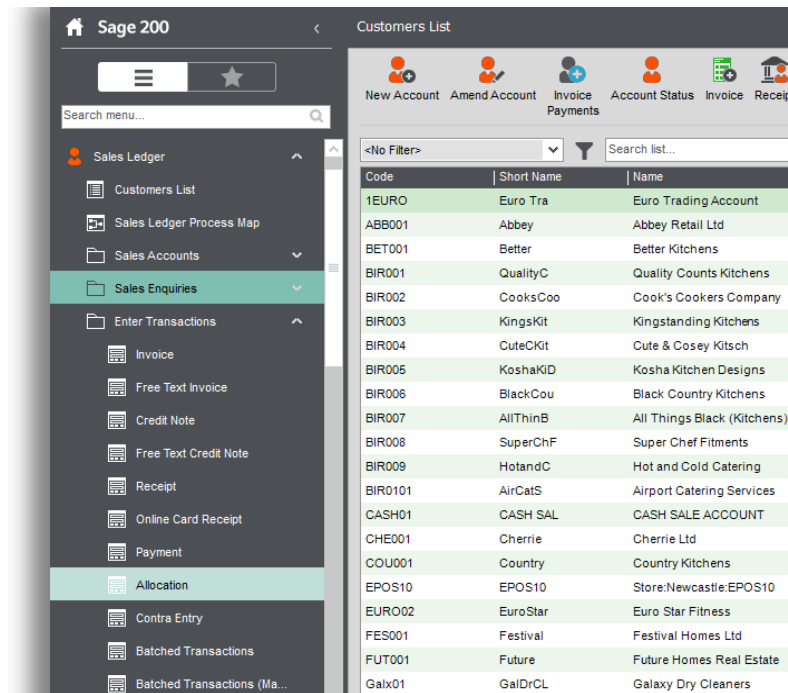 Sage 200
Search menu...
Sales Ledger
Customers List
Sales Ledger Process Map
Sales Accounts
Sales Enquiries
Enter Transactions
Invoice
Free Text Invoice
Credit Note
Free Text Credit Note
Receipt
Online Card Receipt
Payment
Allocation
Contra Entry
Batched Transactions
Batched Transactions (Ma...
Customers List
New Account Amend Account Invoice Payments Account Status Invoice Receip
<No Filter> Search list...
Code Short Name Name
1EURO Euro Tra Euro Trading Account
ABB001 Abbey Abbey Retail Ltd
BET001 Better Better Kitchens
BIR001 QualityC Quality Counts Kitchens
BIR002 CooksCoo Cook's Cookers Company
BIR003 KingsKit Kingstanding Kitchens
BIR004 CuteCKit Cute & Cosey Kitsch
BIR005 KoshaKiD Kosha Kitchen Designs
BIR006 BlackCou Black Country Kitchens
BIR007 AllThinB All Things Black (Kitchens)
BIR008 SuperChF Super Chef Fitments
BIR009 HotandC Hot and Cold Catering
BIR0101 AirCatS Airport Catering Services
CASH01 CASH SAL CASH SALE ACCOUNT
CHE001 Cherrie Cherrie Ltd
COU001 Country Country Kitchens
EPOS10 EPOS10 Store:Newcastle:EPOS10
EURO02 EuroStar Euro Star Fitness
FES001 Festival Festival Homes Ltd
FUT001 Future Future Homes Real Estate
Galx01 GalDrCL Galaxy Dry Cleaners